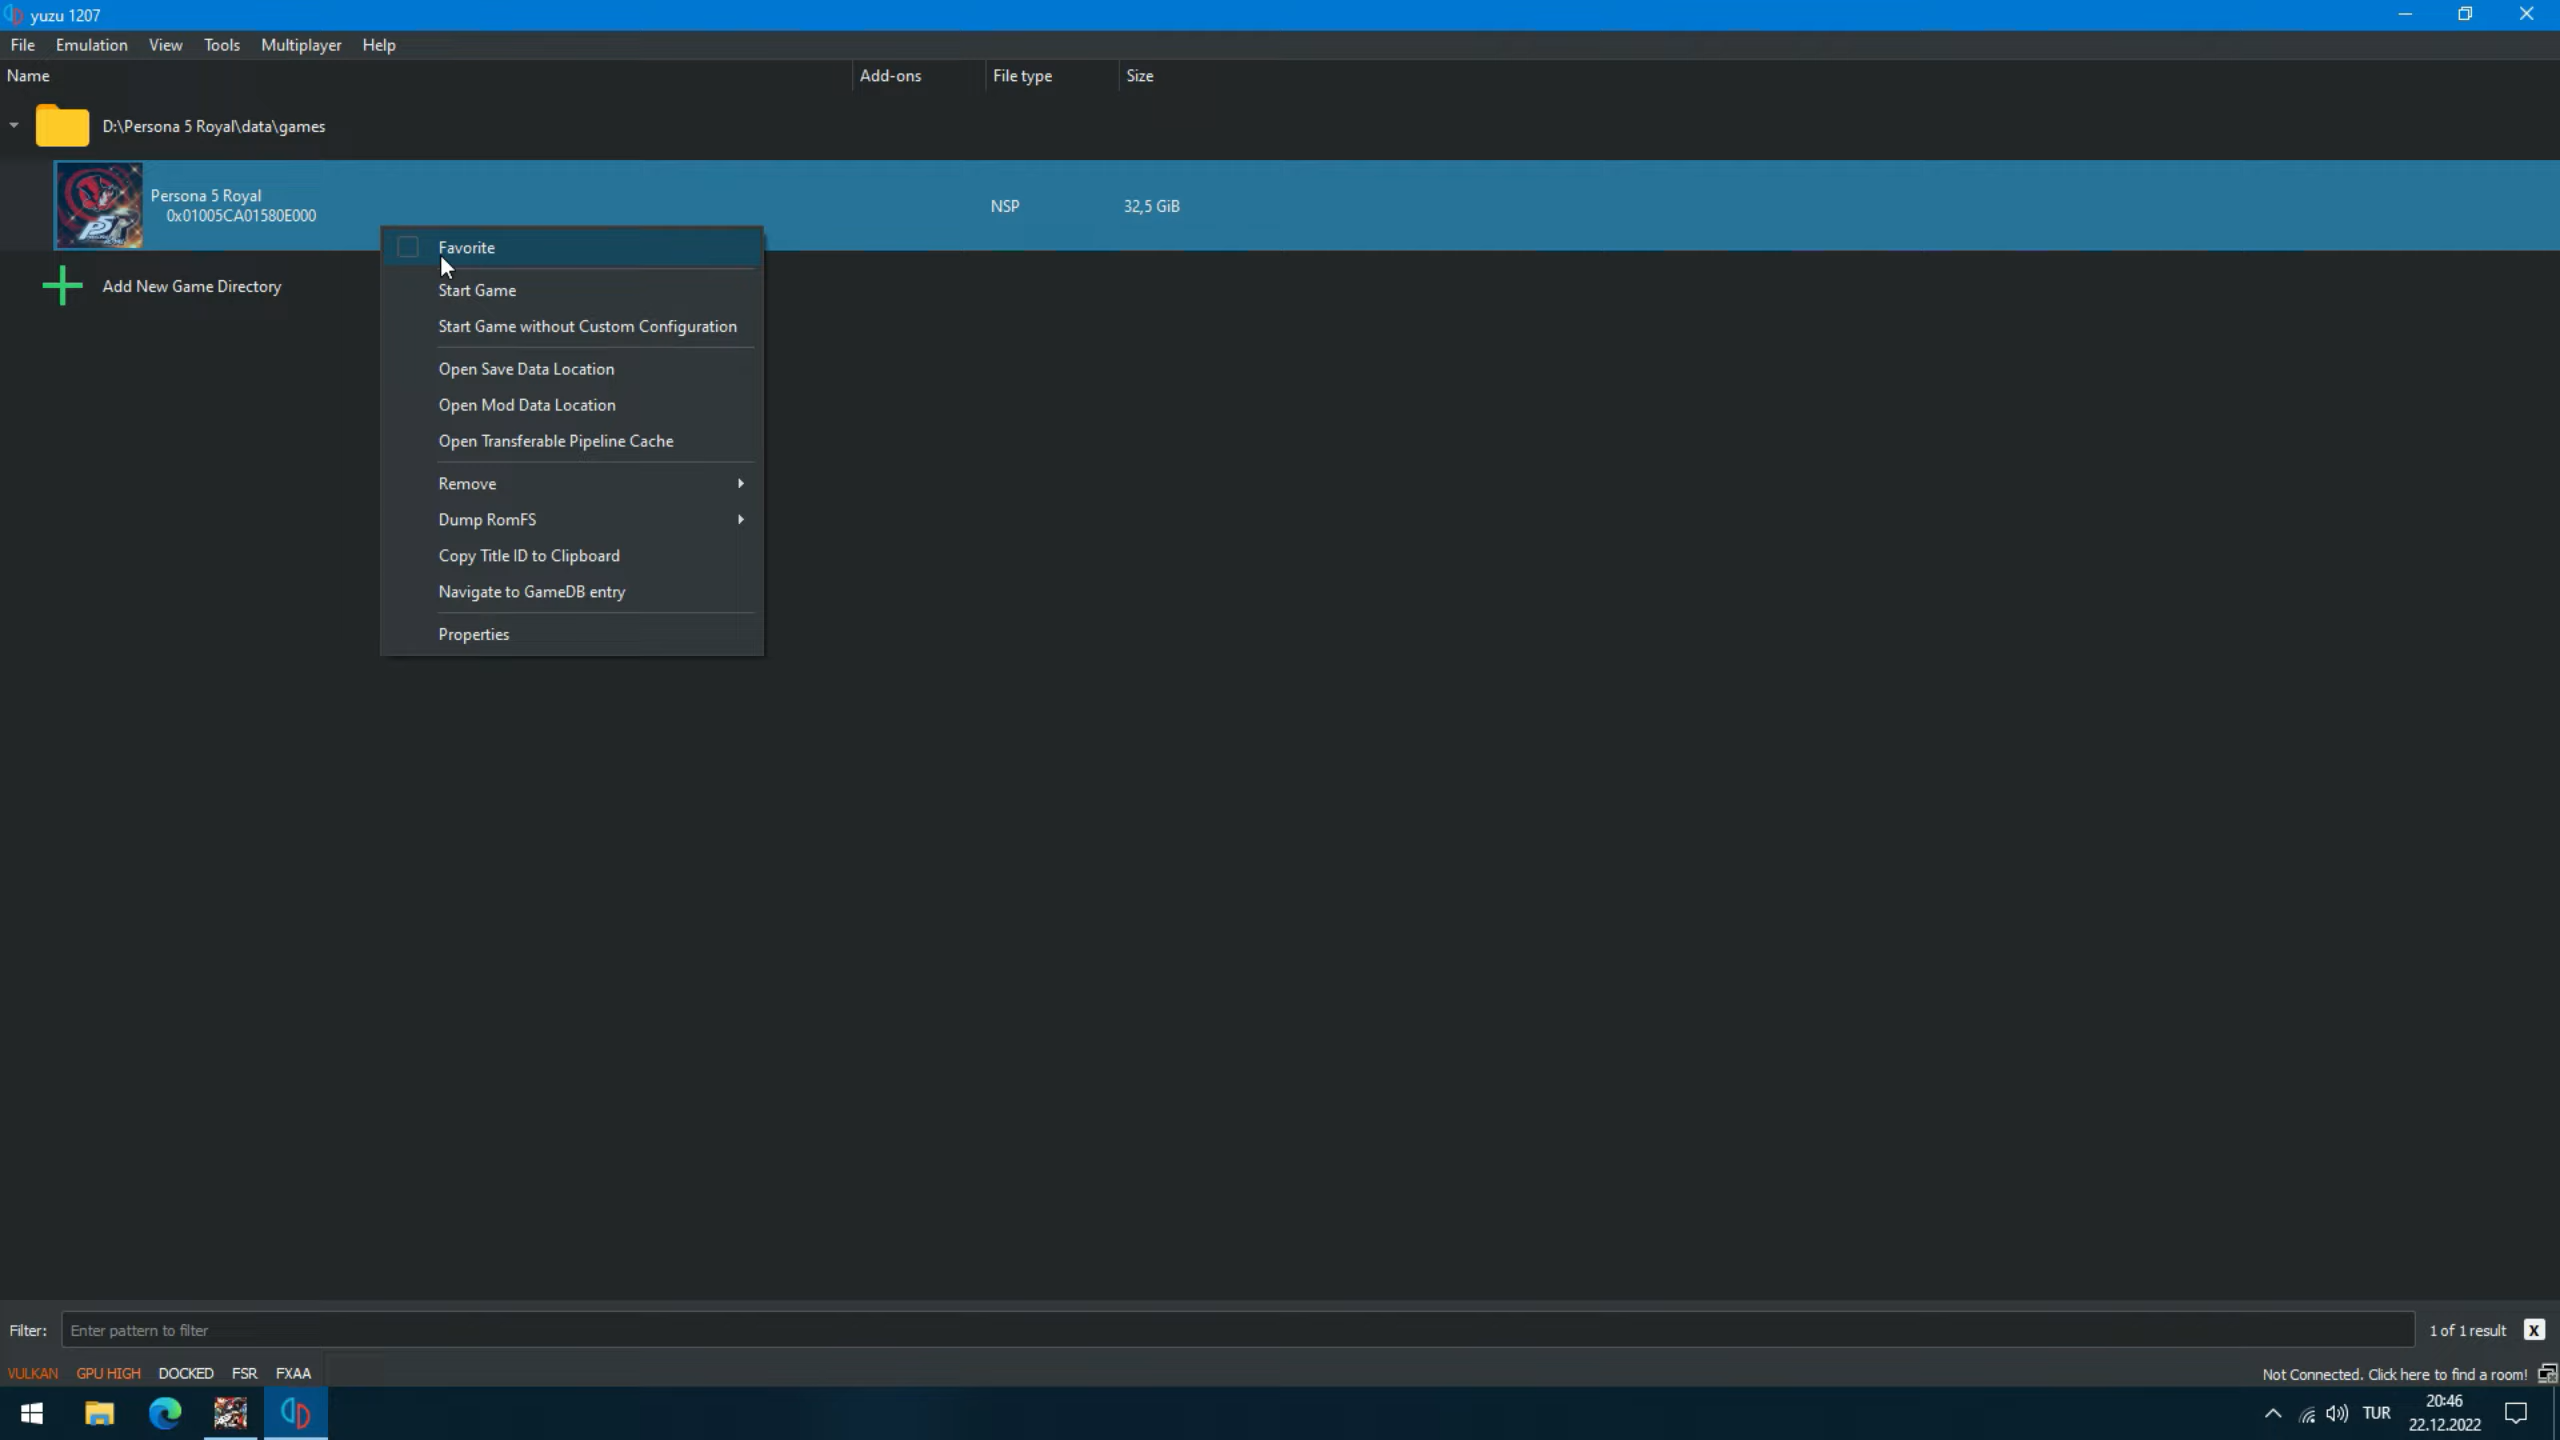 yuzu 1207
File Emulation View Tools Multiplayer Help
Name Add-ons File type Size
D:\Persona 5 Royal\data\games
Persona 5 Royal
0x01005CA01580E000
NSP 32,5 GiB
Add New Game Directory
Favorite
Start Game
Start Game without Custom Configuration
Open Save Data Location
Open Mod Data Location
Open Transferable Pipeline Cache
Remove
Dump RomFS
Copy Title ID to Clipboard
Navigate to GameDB entry
Properties
Filter: Enter pattern to filter 1 of 1 result X
VULKAN GPU HIGH DOCKED FSR FXAA Not Connected. Click here to find a room!
TUR 20:46
22.12.2022